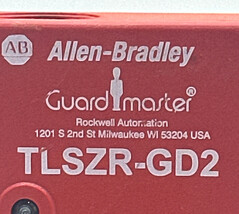 AB Allen-Bradley
Guardmaster®
Rockwell Automation
1201 S 2nd St Milwaukee WI 53204 USA
TLSZR-GD2